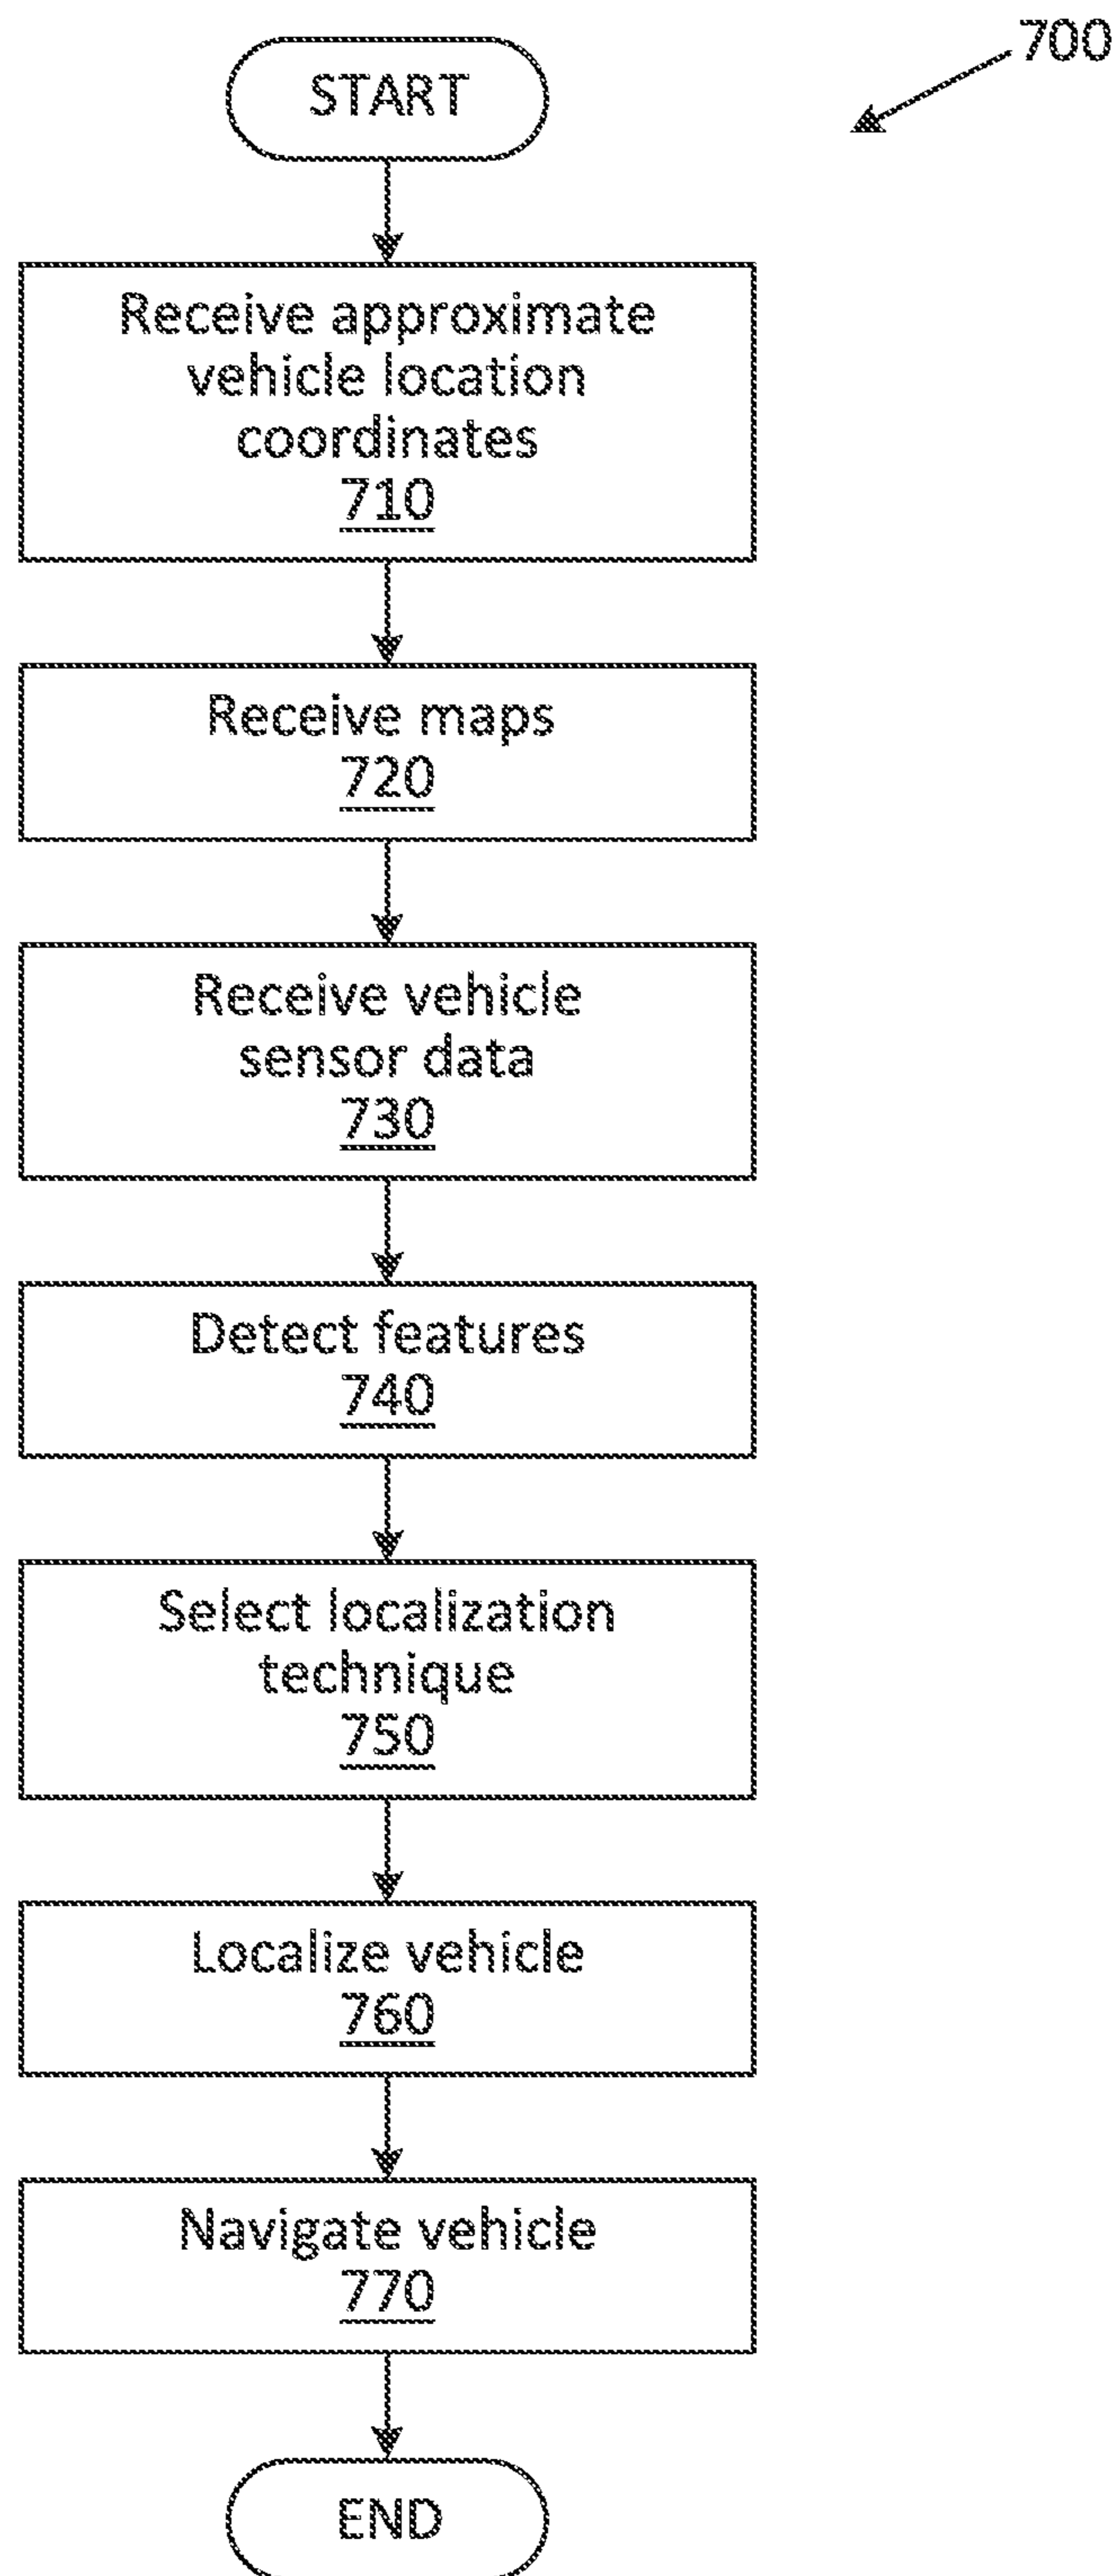 700
START
Receive approximate
vehicle location
coordinates
710
Receive maps
720
Receive vehicle
sensor data
730
Detect features
740
Select localization
technique
750
Localize vehicle
760
Navigate vehicle
770
END